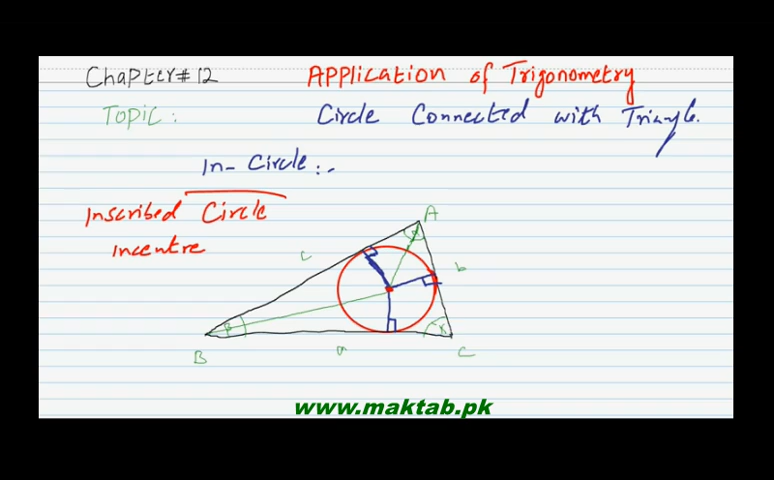 Chapter#12 Application of Trigonometry
Topic: Circle Connected with Triangle.
In-Circle:-
Inscribed Circle
Incentre
A
c
b
B
a
C
www.maktab.pk